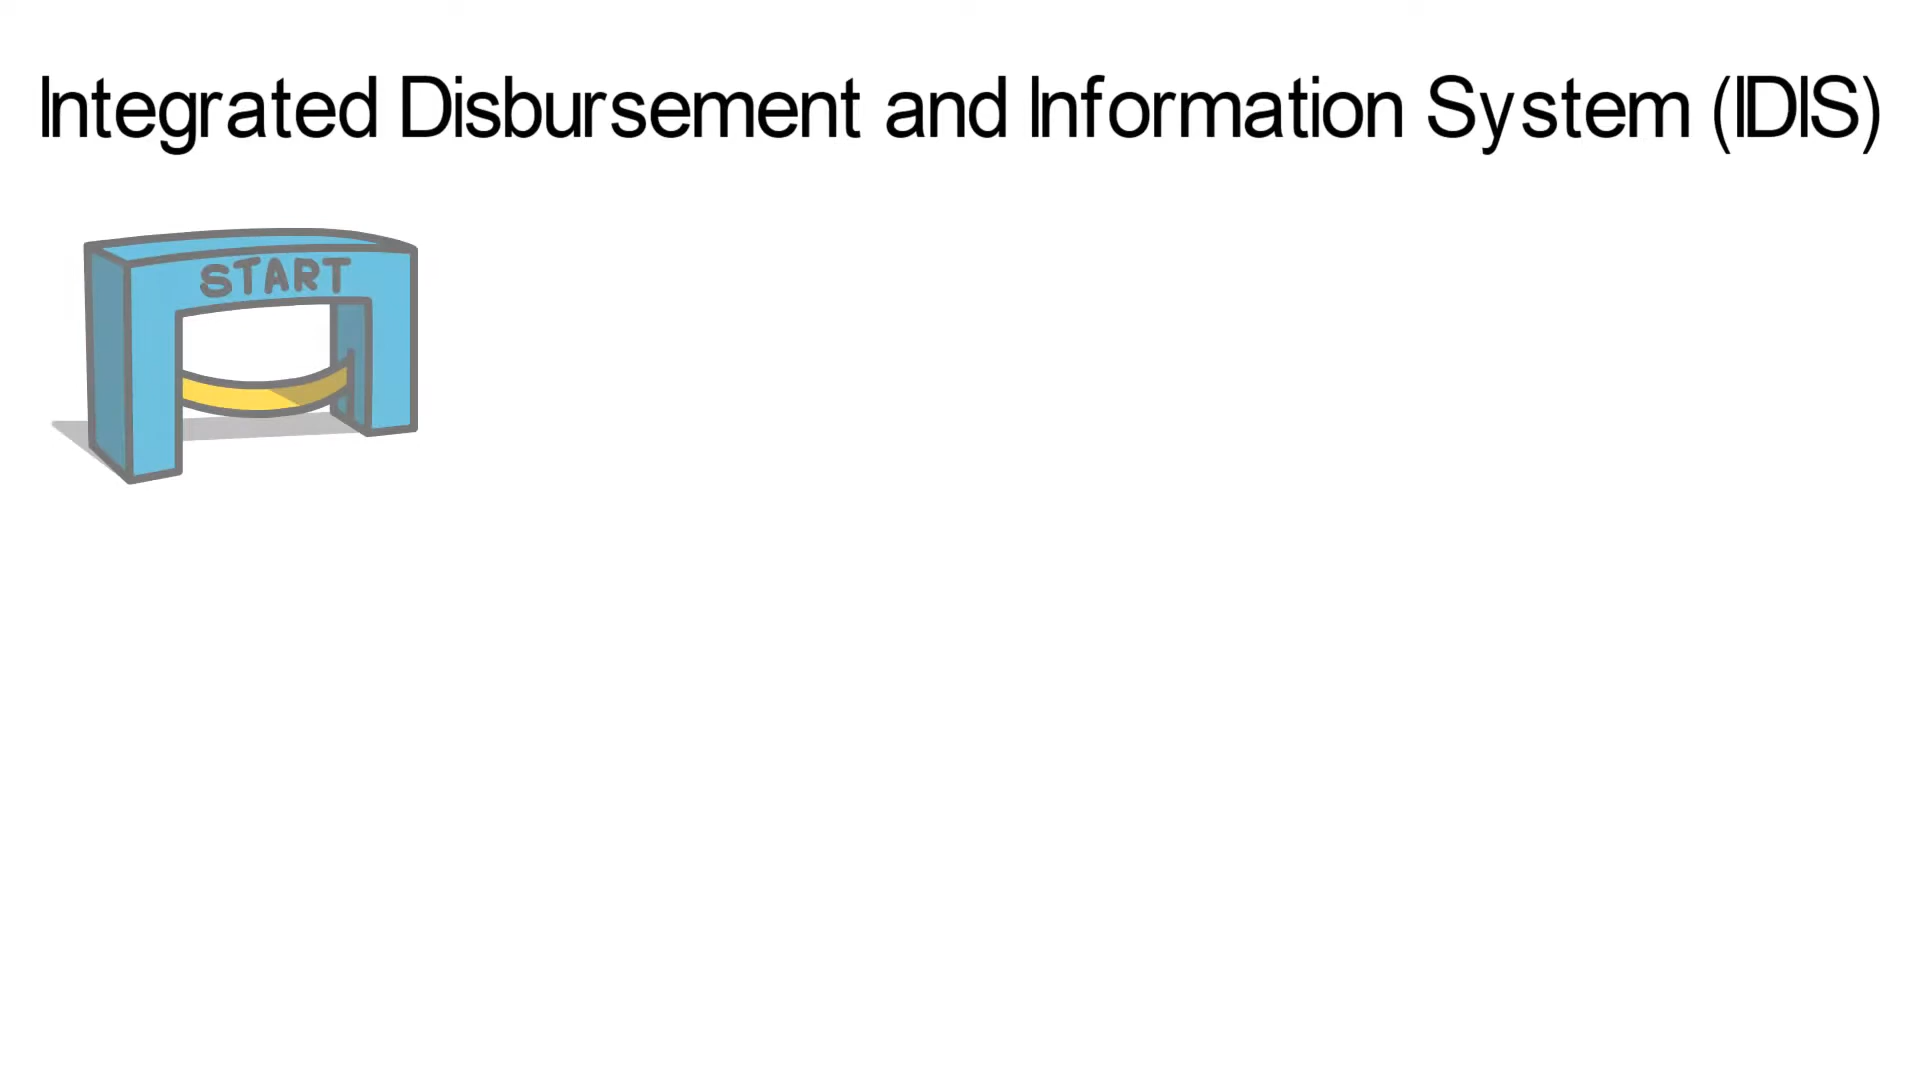 Integrated Disbursement and Information System (IDIS)
START